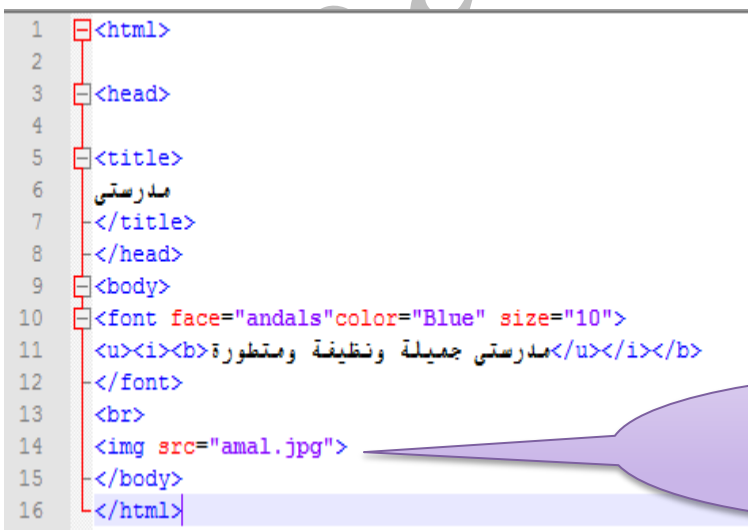 1 <html>
2
3 <head>
4
5 <title>
6 مدرستي
7 </title>
8 </head>
9 <body>
10 <font face="andals"color="Blue" size="10">
11 <u><i><b>مدرستي جميلة ونظيفة ومتطورة</u></i></b>
12 </font>
13 <br>
14 <img src="amal.jpg">
15 </body>
16 </html>